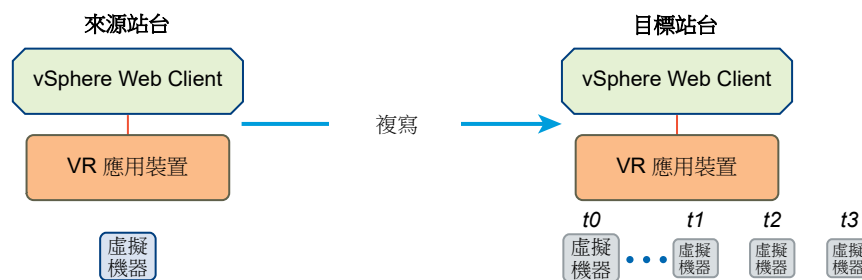 來源站台
目標站台
vSphere Web Client
vSphere Web Client
複寫
VR 應用裝置
VR 應用裝置
t0
t1
t2
t3
虛擬
機器
虛擬
機器
虛擬
機器
虛擬
機器
虛擬
機器